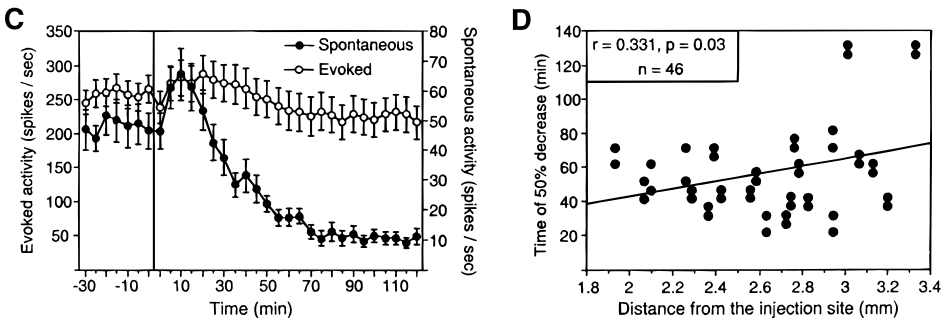 C
Evoked activity (spikes / sec)
350
300
250
200
150
100
50
Spontaneous
Evoked
80
70
60
50
40
30
20
10
Spontaneous activity (spikes / sec)
-30 -10 10 30 50 70 90 110
Time (min)
D
Time of 50% decrease (min)
140
120
100
80
60
40
20
r = 0.331, p = 0.03
n = 46
1.8 2 2.2 2.4 2.6 2.8 3 3.2 3.4
Distance from the injection site (mm)